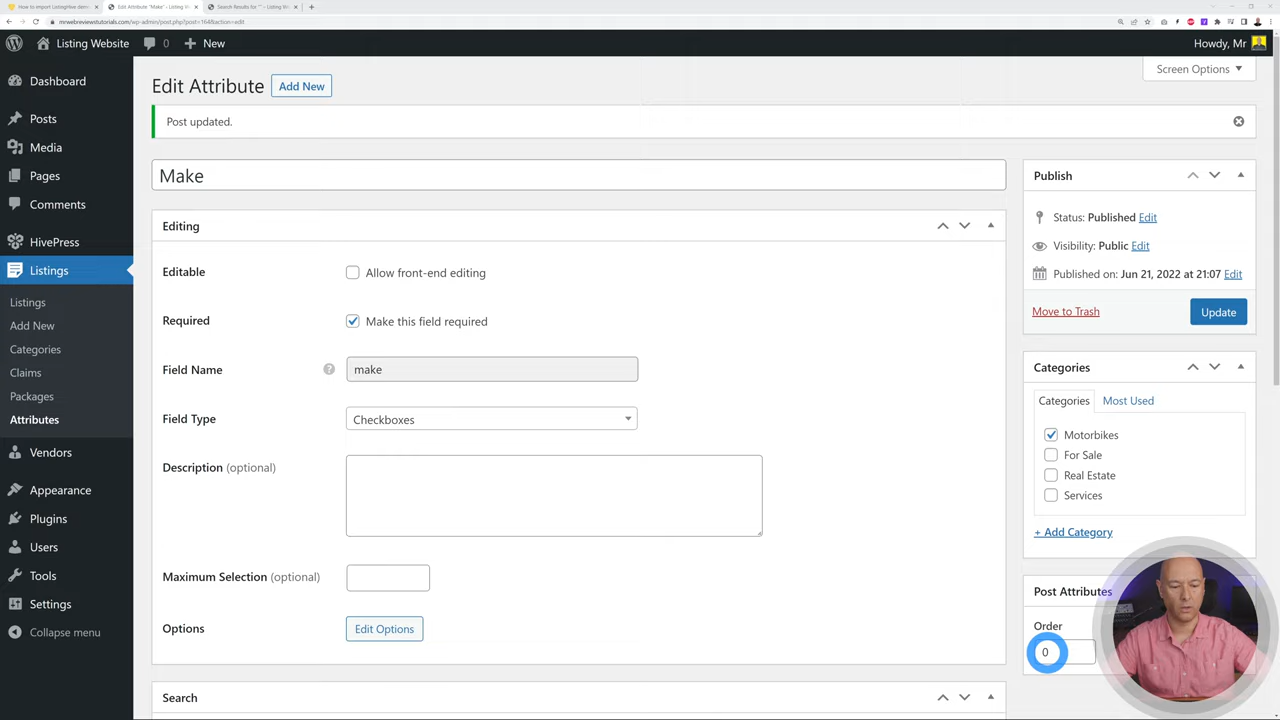 How to import ListingHive dem
Edit Attribute "Make" ‹ Listing W
Search Results for "" – Listing W
mrwebreviewstutorials.com/wp-admin/post.php?post=164&action=edit
Listing Website
0
New
Howdy, Mr
Screen Options
Dashboard
Posts
Media
Pages
Comments
HivePress
Listings
Listings
Add New
Categories
Claims
Packages
Attributes
Vendors
Appearance
Plugins
Users
Tools
Settings
Collapse menu
Edit Attribute
Add New
Post updated.
Make
Editing
Editable
Allow front-end editing
Required
Make this field required
Field Name
?
make
Field Type
Checkboxes
Description (optional)
Maximum Selection (optional)
Options
Edit Options
Search
Publish
Status: Published Edit
Visibility: Public Edit
Published on: Jun 21, 2022 at 21:07 Edit
Move to Trash
Update
Categories
Categories
Most Used
Motorbikes
For Sale
Real Estate
Services
+ Add Category
Post Attributes
Order
0